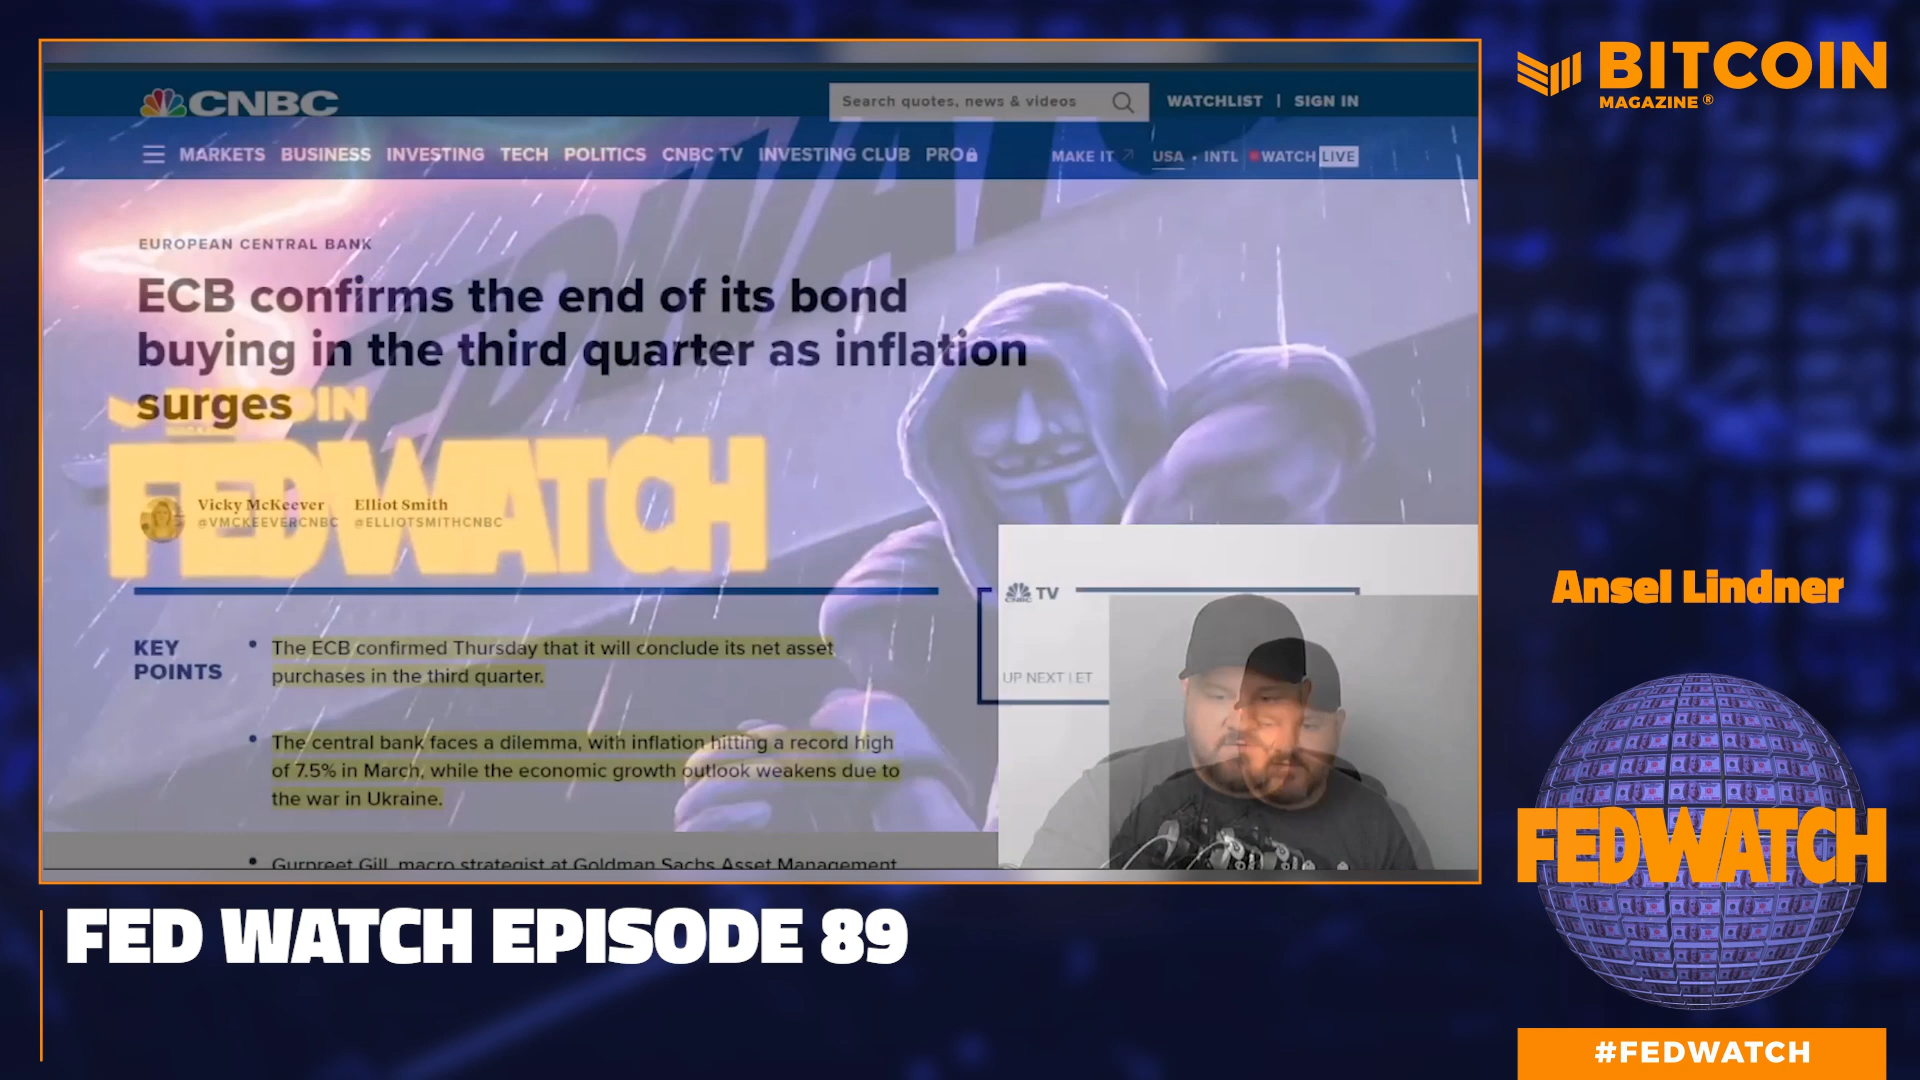 BITCOIN
MAGAZINE ®
CNBC
Search quotes, news & videos
WATCHLIST | SIGN IN
MARKETS BUSINESS INVESTING TECH POLITICS CNBC TV INVESTING CLUB PRO
MAKE IT USA • INTL WATCH LIVE
EUROPEAN CENTRAL BANK
ECB confirms the end of its bond
buying in the third quarter as inflation
surges
FEDWATCH
Vicky McKeever Elliot Smith
@VMCKEEVERCNBC @ELLIOTSMITHCNBC
KEY
POINTS
• The ECB confirmed Thursday that it will conclude its net asset
purchases in the third quarter.
• The central bank faces a dilemma, with inflation hitting a record high
of 7.5% in March, while the economic growth outlook weakens due to
the war in Ukraine.
• Gurpreet Gill, macro strategist at Goldman Sachs Asset Management
CNBC TV
UP NEXT | ET
Ansel Lindner
FEDWATCH
#FEDWATCH
FED WATCH EPISODE 89